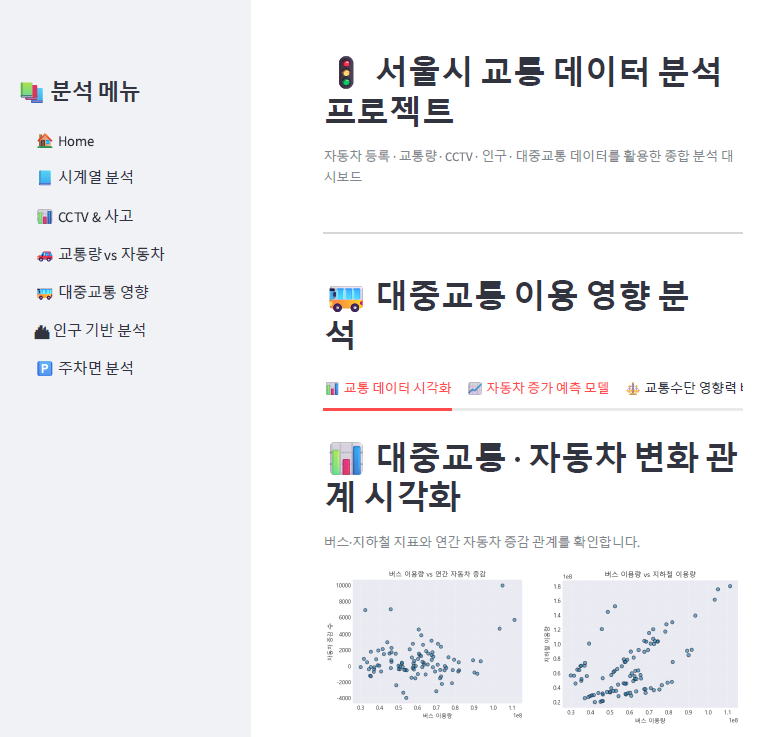 분석 메뉴
Home
시계열 분석
CCTV & 사고
교통량 vs 자동차
대중교통 영향
인구 기반 분석
P 주차면 분석
서울시 교통 데이터 분석
프로젝트
자동차 등록 · 교통량 · CCTV · 인구 · 대중교통 데이터를 활용한 종합 분석 대
시보드
대중교통 이용 영향 분
석
교통 데이터 시각화 자동차 증가 예측 모델 교통수단 영향력
대중교통 · 자동차 변화 관
계 시각화
버스·지하철 지표와 연간 자동차 증감 관계를 확인합니다.
버스 이용량 vs 연간 자동차 증감
10000
8000
6000
4000
2000
0
-2000
-4000
자동차 증감 수
0.3 0.4 0.5 0.6 0.7 0.8 0.9 1.0 1.1
버스 이용량
1e8
버스 이용량 vs 지하철 이용량
1e8
1.8
1.6
1.4
1.2
1.0
0.8
0.6
0.4
0.2
지하철 이용량
0.3 0.4 0.5 0.6 0.7 0.8 0.9 1.0 1.1
버스 이용량
1e8